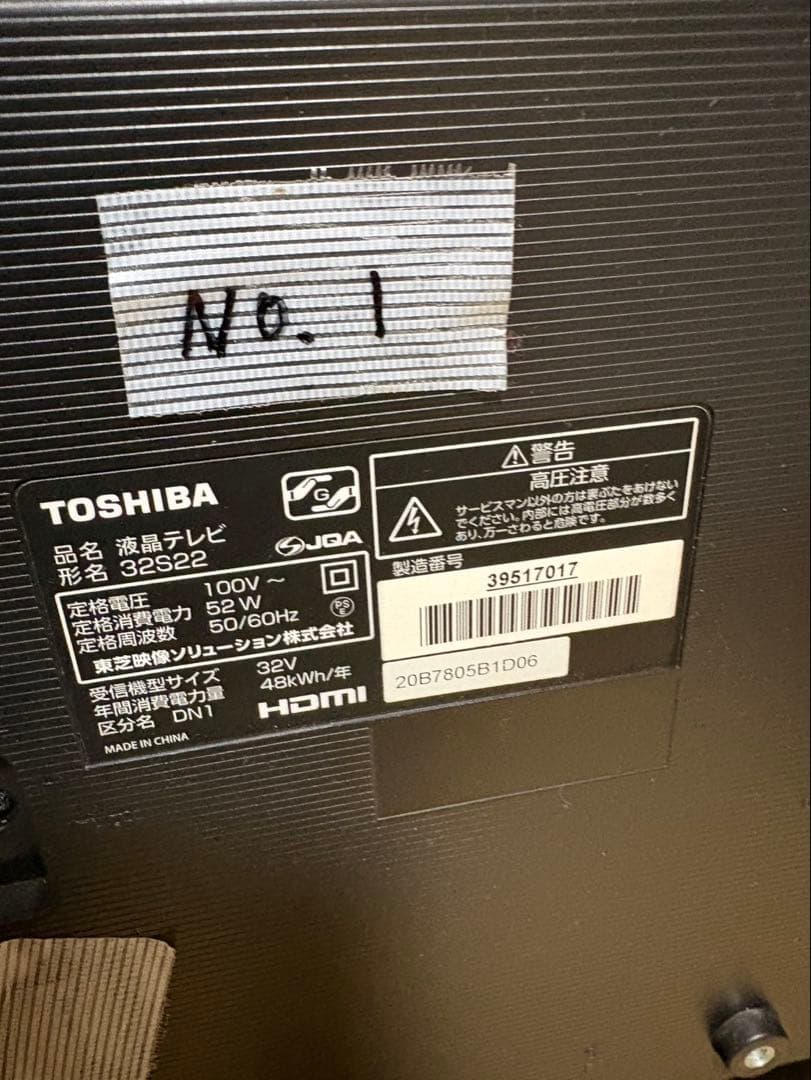 No. 1
TOSHIBA
G
品名 液晶テレビ
形名 32S22
JQA
定格電圧 100V～
定格消費電力 52W
定格周波数 50/60Hz
PS
E
東芝映像ソリューション株式会社
受信機型サイズ 32V
年間消費電力量 48kWh/年
区分名 DN1
HDMI
MADE IN CHINA
警告
高圧注意
サービスマン以外の方は裏ぶたをあけない
でください。内部には高電圧部分が数多く
あり、万一さわると危険です。
製造番号
39517017
20B7805B1D06